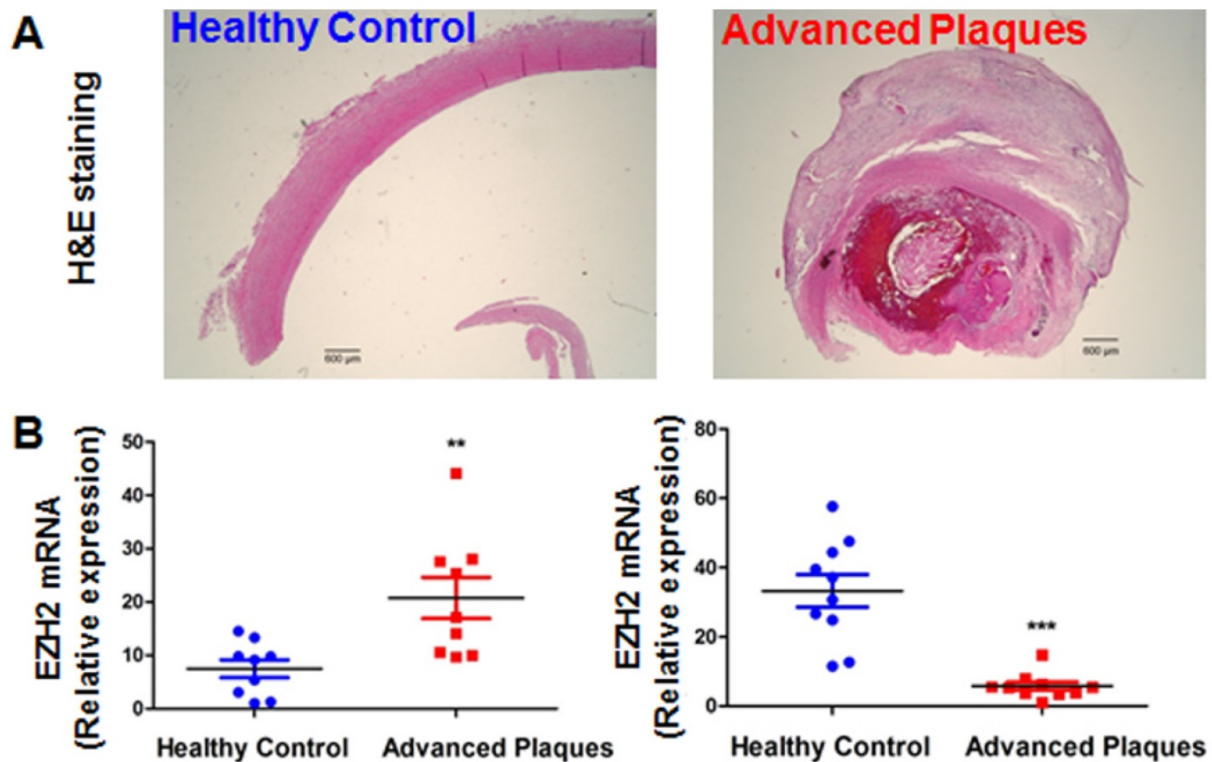 A
Healthy Control
Advanced Plaques
H&E staining
600 µm
600 µm
B
EZH2 mRNA
(Relative expression)
50
40
30
20
10
0
**
Healthy Control
Advanced Plaques
EZH2 mRNA
(Relative expression)
80
60
40
20
0
***
Healthy Control
Advanced Plaques